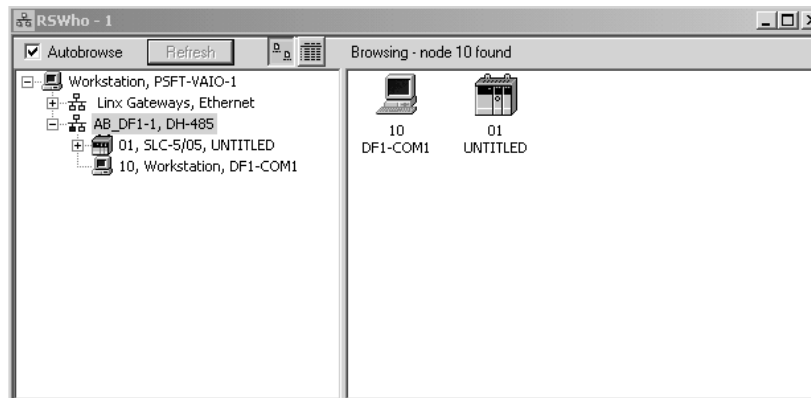 RSWho - 1
Autobrowse
Refresh
Browsing - node 10 found
Workstation, PSFT-VAIO-1
Linx Gateways, Ethernet
AB_DF1-1, DH-485
01, SLC-5/05, UNTITLED
10, Workstation, DF1-COM1
10
DF1-COM1
01
UNTITLED